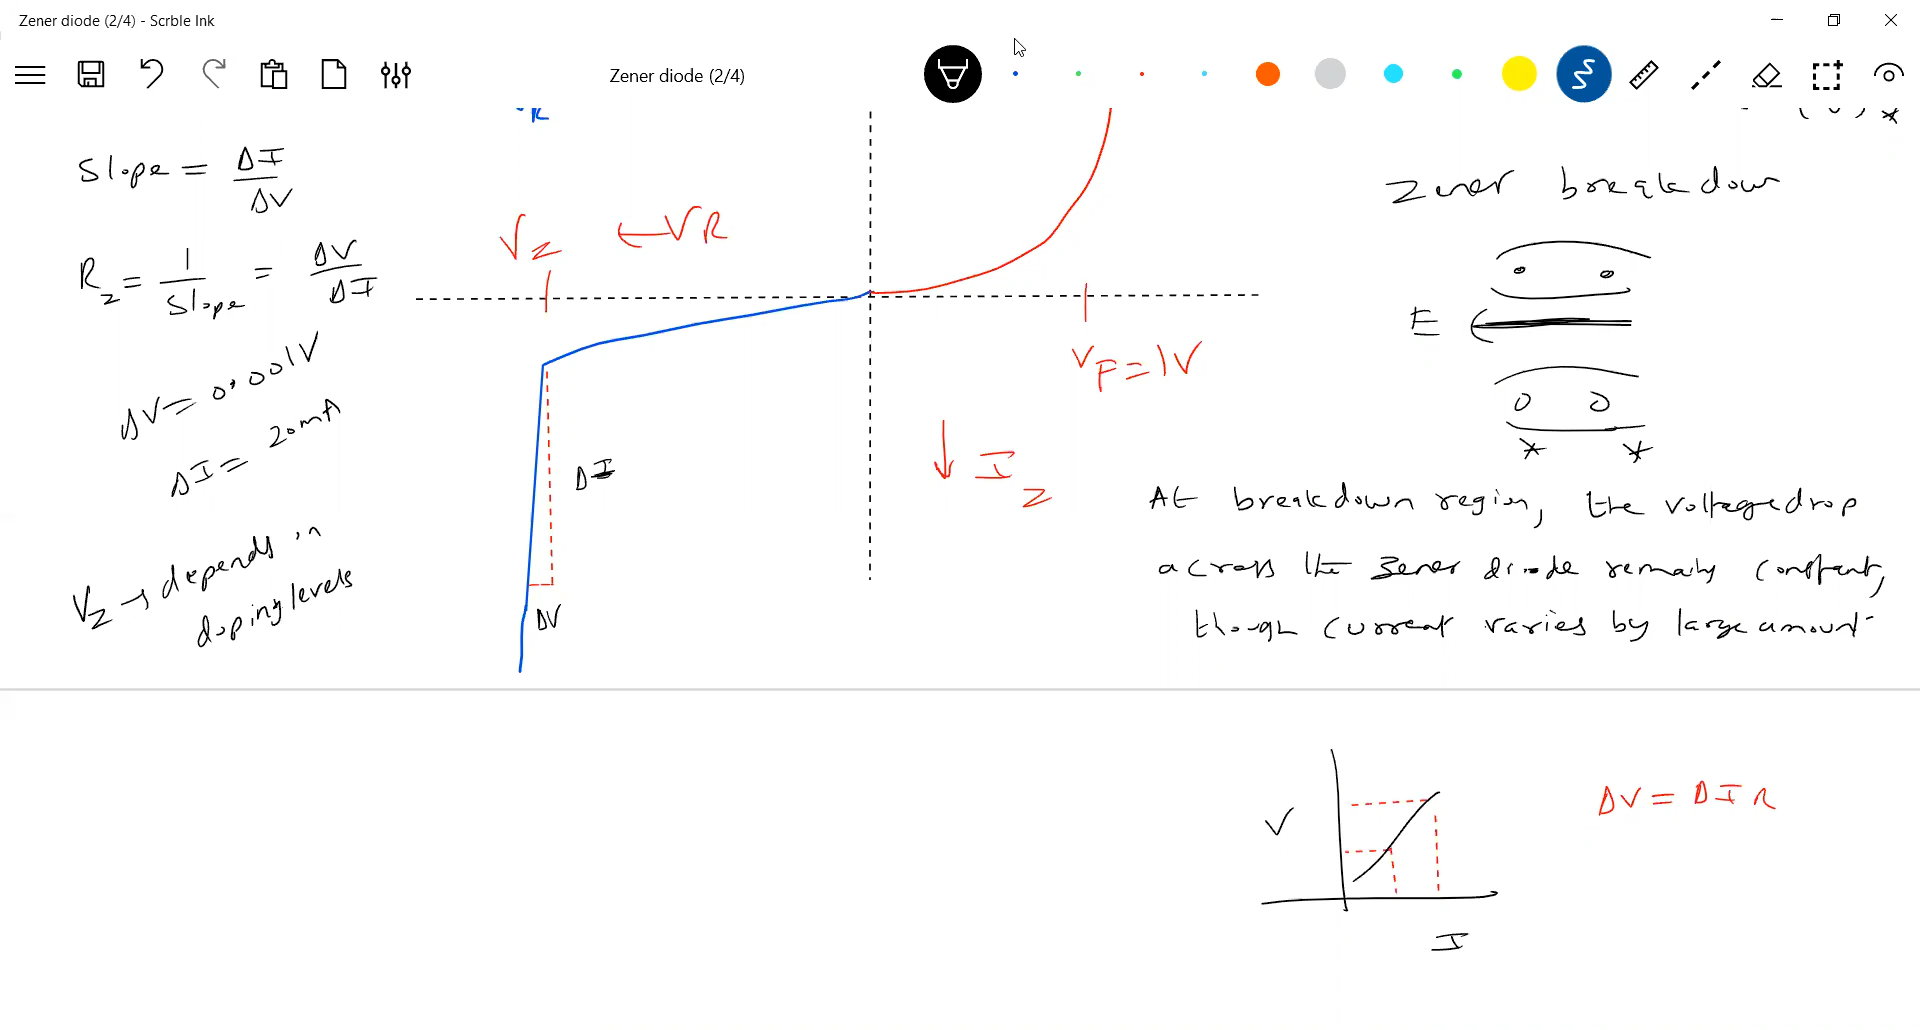 Zener diode (2/4) - Scrble Ink
Zener diode (2/4)
Slope = ΔI / ΔV
R_z = 1 / Slope = ΔV / ΔI
ΔV = 0.001V
ΔI = 20mA
V_z → depends in
doping levels
V_z
← V_R
V_F = 1V
↓ I_z
ΔI
ΔV
Zener breakdown
E
At breakdown region, the voltage drop
across the zener diode remains constant,
though current varies by large amount
V
I
ΔV = ΔI R